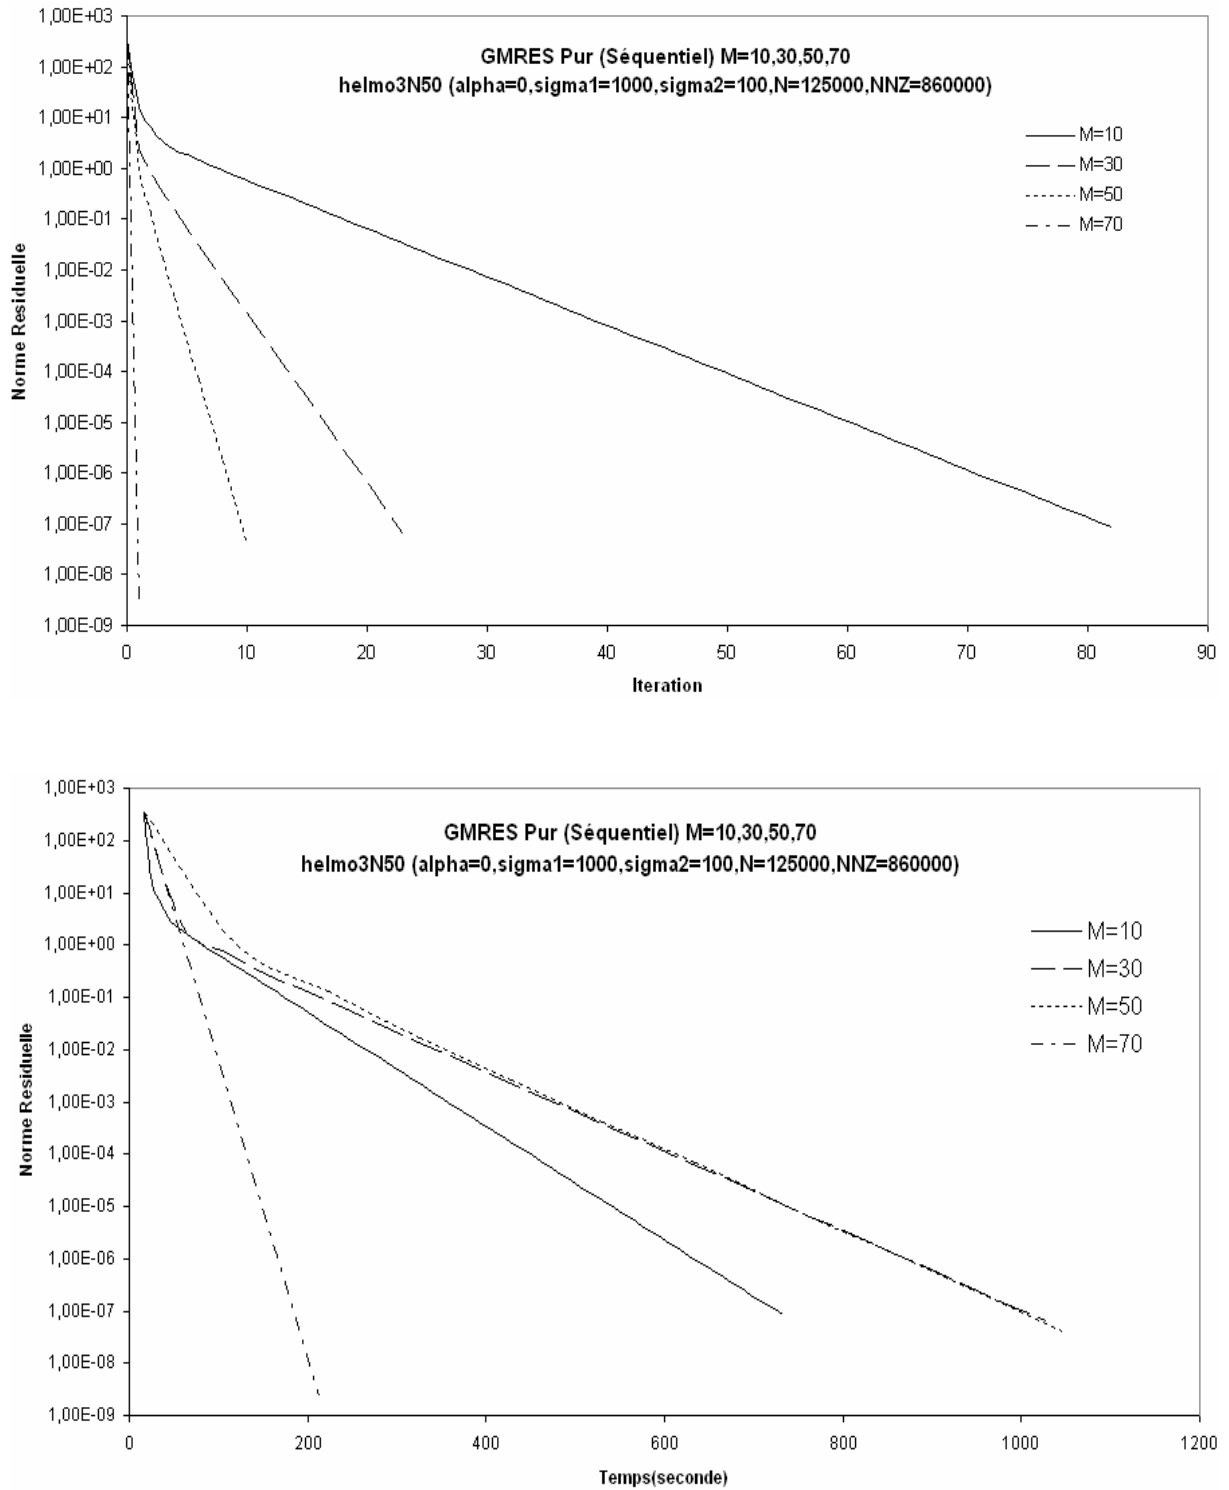 GMRES Pur (Séquentiel) M=10,30,50,70
helmo3N50 (alpha=0,sigma1=1000,sigma2=100,N=125000,NNZ=860000)
1,00E+03
1,00E+02
1,00E+01
1,00E+00
1,00E-01
1,00E-02
1,00E-03
1,00E-04
1,00E-05
1,00E-06
1,00E-07
1,00E-08
1,00E-09
Norme Residuelle
M=10
M=30
M=50
M=70
0 10 20 30 40 50 60 70 80 90
Iteration
GMRES Pur (Séquentiel) M=10,30,50,70
helmo3N50 (alpha=0,sigma1=1000,sigma2=100,N=125000,NNZ=860000)
1,00E+03
1,00E+02
1,00E+01
1,00E+00
1,00E-01
1,00E-02
1,00E-03
1,00E-04
1,00E-05
1,00E-06
1,00E-07
1,00E-08
1,00E-09
Norme Residuelle
M=10
M=30
M=50
M=70
0 200 400 600 800 1000 1200
Temps(seconde)